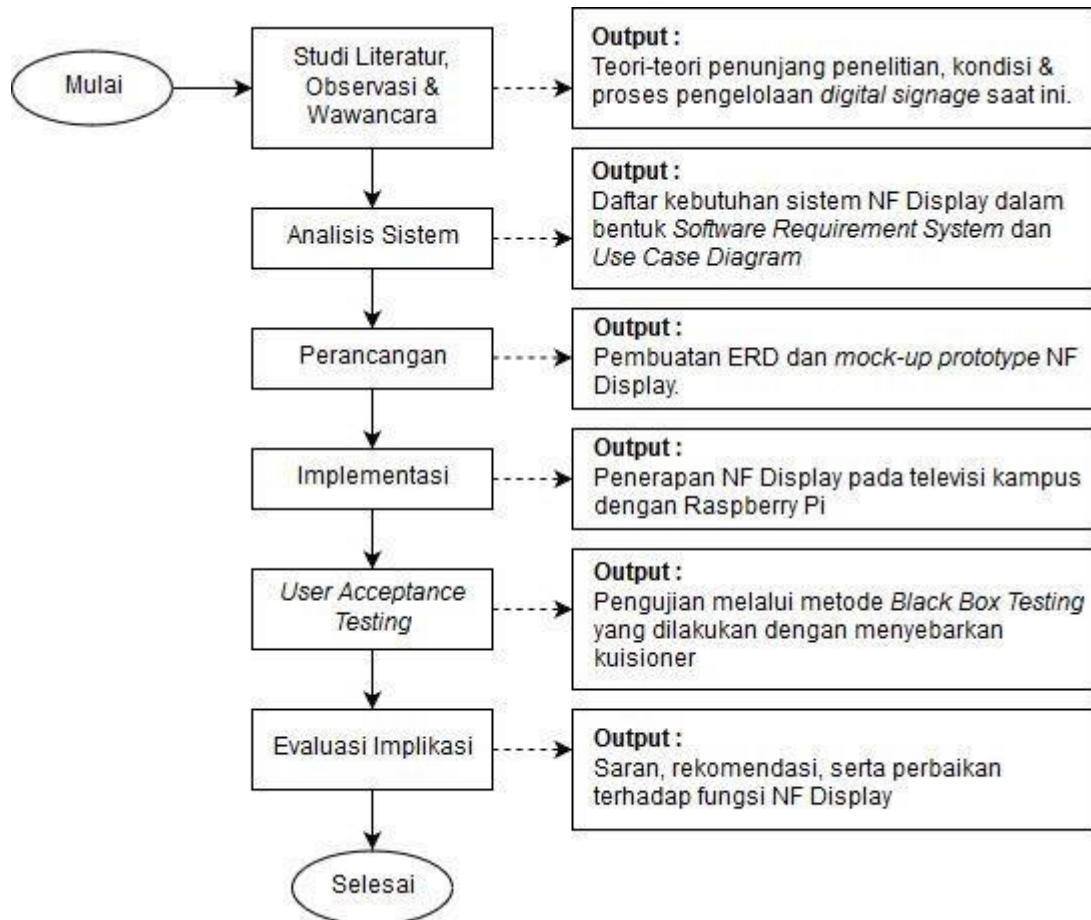 Mulai
Studi Literatur,
Observasi &
Wawancara
Output :
Teori-teori penunjang penelitian, kondisi &
proses pengelolaan digital signage saat ini.
Analisis Sistem
Output :
Daftar kebutuhan sistem NF Display dalam
bentuk Software Requirement System dan
Use Case Diagram
Perancangan
Output :
Pembuatan ERD dan mock-up prototype NF
Display.
Implementasi
Output :
Penerapan NF Display pada televisi kampus
dengan Raspberry Pi
User Acceptance
Testing
Output :
Pengujian melalui metode Black Box Testing
yang dilakukan dengan menyebarkan
kuisioner
Evaluasi Implikasi
Output :
Saran, rekomendasi, serta perbaikan
terhadap fungsi NF Display
Selesai